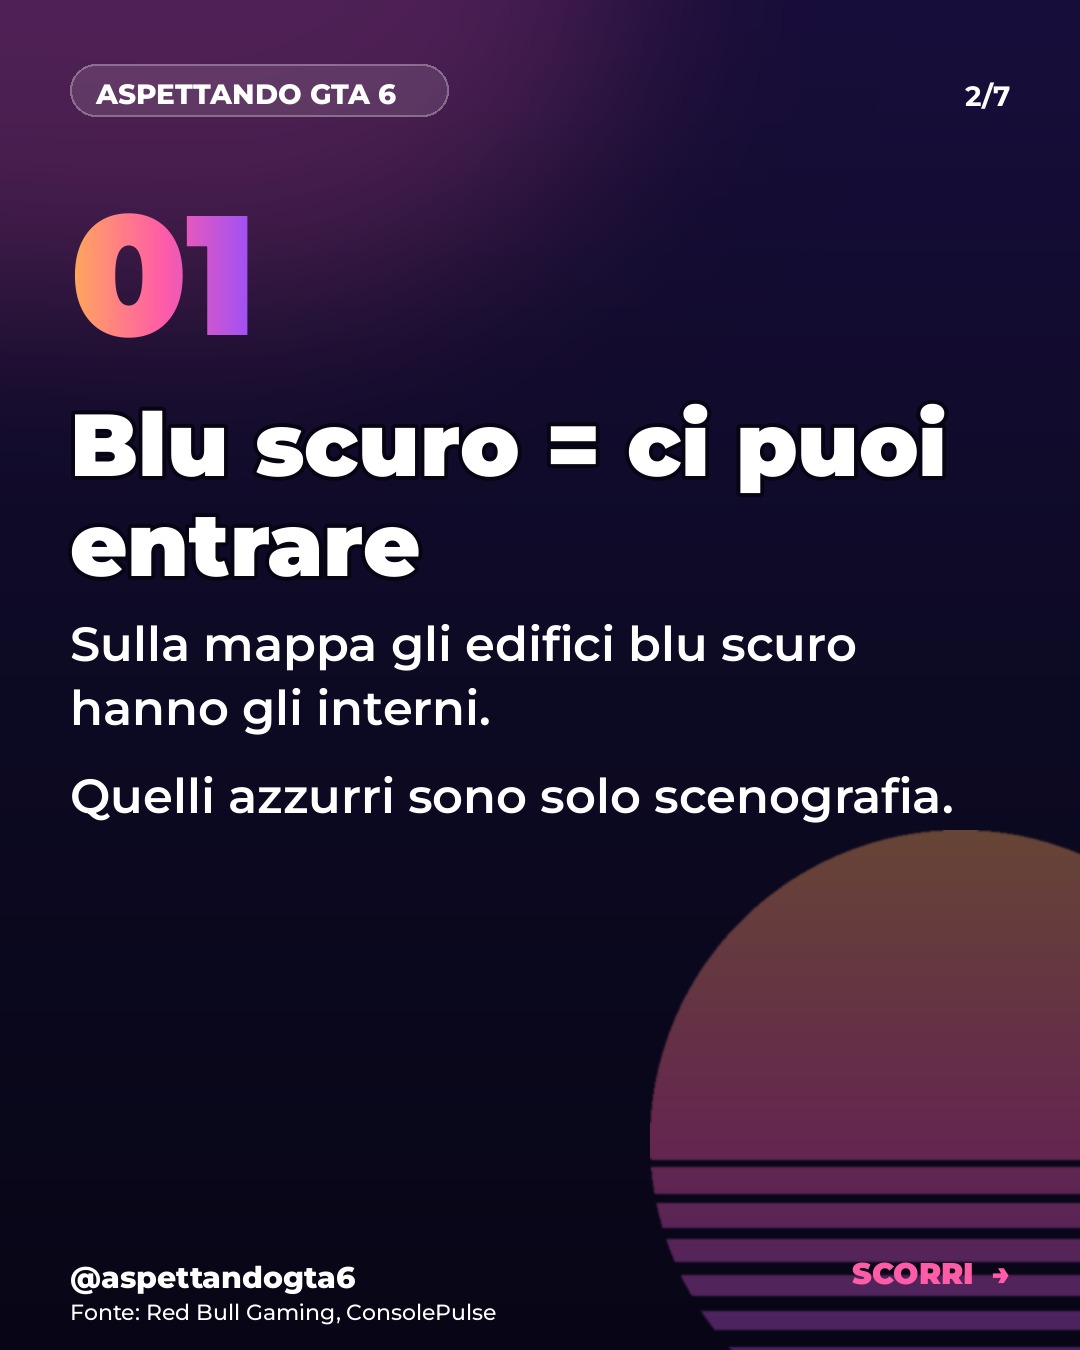 ASPETTANDO GTA 6
2/7
01
Blu scuro = ci puoi
entrare
Sulla mappa gli edifici blu scuro
hanno gli interni.
Quelli azzurri sono solo scenografia.
@aspettandogta6
Fonte: Red Bull Gaming, ConsolePulse
SCORRI →